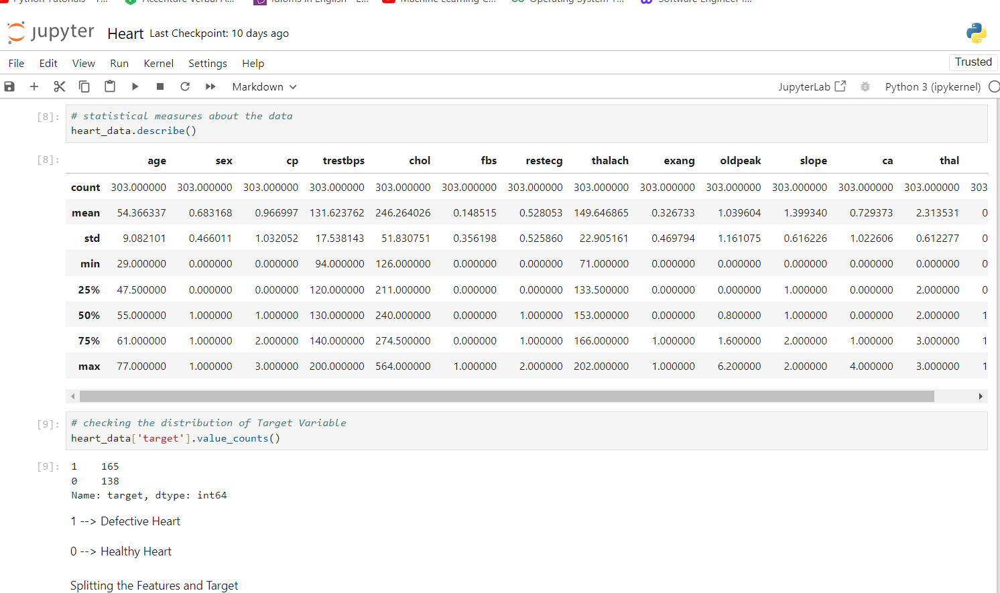 Python Tutorials - T... Accenture Verbal A... Idioms in English - E... Machine Learning C... Operating System - T... Software Engineer I...
jupyter Heart Last Checkpoint: 10 days ago
File Edit View Run Kernel Settings Help Trusted
Markdown JupyterLab Python 3 (ipykernel)
[8]: # statistical measures about the data
heart_data.describe()
[8]: age sex cp trestbps chol fbs restecg thalach exang oldpeak slope ca thal
count 303.000000 303.000000 303.000000 303.000000 303.000000 303.000000 303.000000 303.000000 303.000000 303.000000 303.000000 303.000000 303.000000 303
mean 54.366337 0.683168 0.966997 131.623762 246.264026 0.148515 0.528053 149.646865 0.326733 1.039604 1.399340 0.729373 2.313531 0
std 9.082101 0.466011 1.032052 17.538143 51.830751 0.356198 0.525860 22.905161 0.469794 1.161075 0.616226 1.022606 0.612277 0
min 29.000000 0.000000 0.000000 94.000000 126.000000 0.000000 0.000000 71.000000 0.000000 0.000000 0.000000 0.000000 0.000000 0
25% 47.500000 0.000000 0.000000 120.000000 211.000000 0.000000 0.000000 133.500000 0.000000 0.000000 1.000000 0.000000 2.000000 0
50% 55.000000 1.000000 1.000000 130.000000 240.000000 0.000000 1.000000 153.000000 0.000000 0.800000 1.000000 0.000000 2.000000 1
75% 61.000000 1.000000 2.000000 140.000000 274.500000 0.000000 1.000000 166.000000 1.000000 1.600000 2.000000 1.000000 3.000000 1
max 77.000000 1.000000 3.000000 200.000000 564.000000 1.000000 2.000000 202.000000 1.000000 6.200000 2.000000 4.000000 3.000000 1
[9]: # checking the distribution of Target Variable
heart_data['target'].value_counts()
[9]: 1 165
0 138
Name: target, dtype: int64
1 --> Defective Heart
0 --> Healthy Heart
Splitting the Features and Target